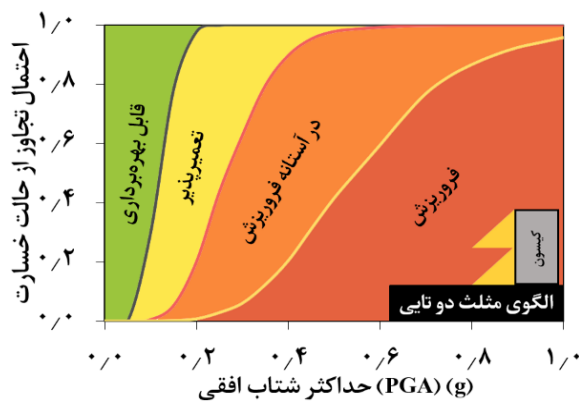 احتمال تجاوز از حالت خسارت
۱٫۰
۰٫۸
۰٫۶
۰٫۴
۰٫۲
۰٫۰
قابل بهره‌برداری
تعمیرپذیر
در آستانه فروریزش
فروریزش
کیسون
الگوی مثلث دو تایی
۰٫۰ ۰٫۲ ۰٫۴ ۰٫۶ ۰٫۸ ۱٫۰
حداکثر شتاب افقی (PGA) (g)